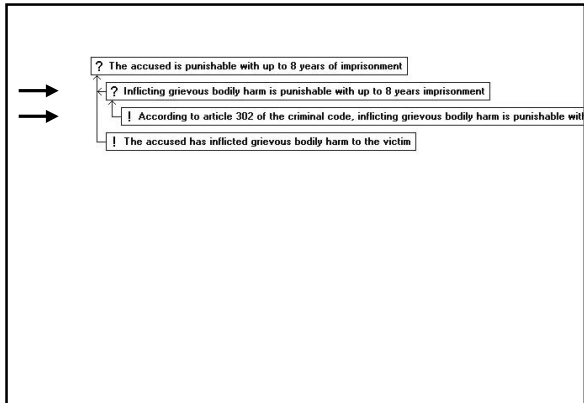 ? The accused is punishable with up to 8 years of imprisonment
? Inflicting grievous bodily harm is punishable with up to 8 years imprisonment
! According to article 302 of the criminal code, inflicting grievous bodily harm is punishable with
! The accused has inflicted grievous bodily harm to the victim